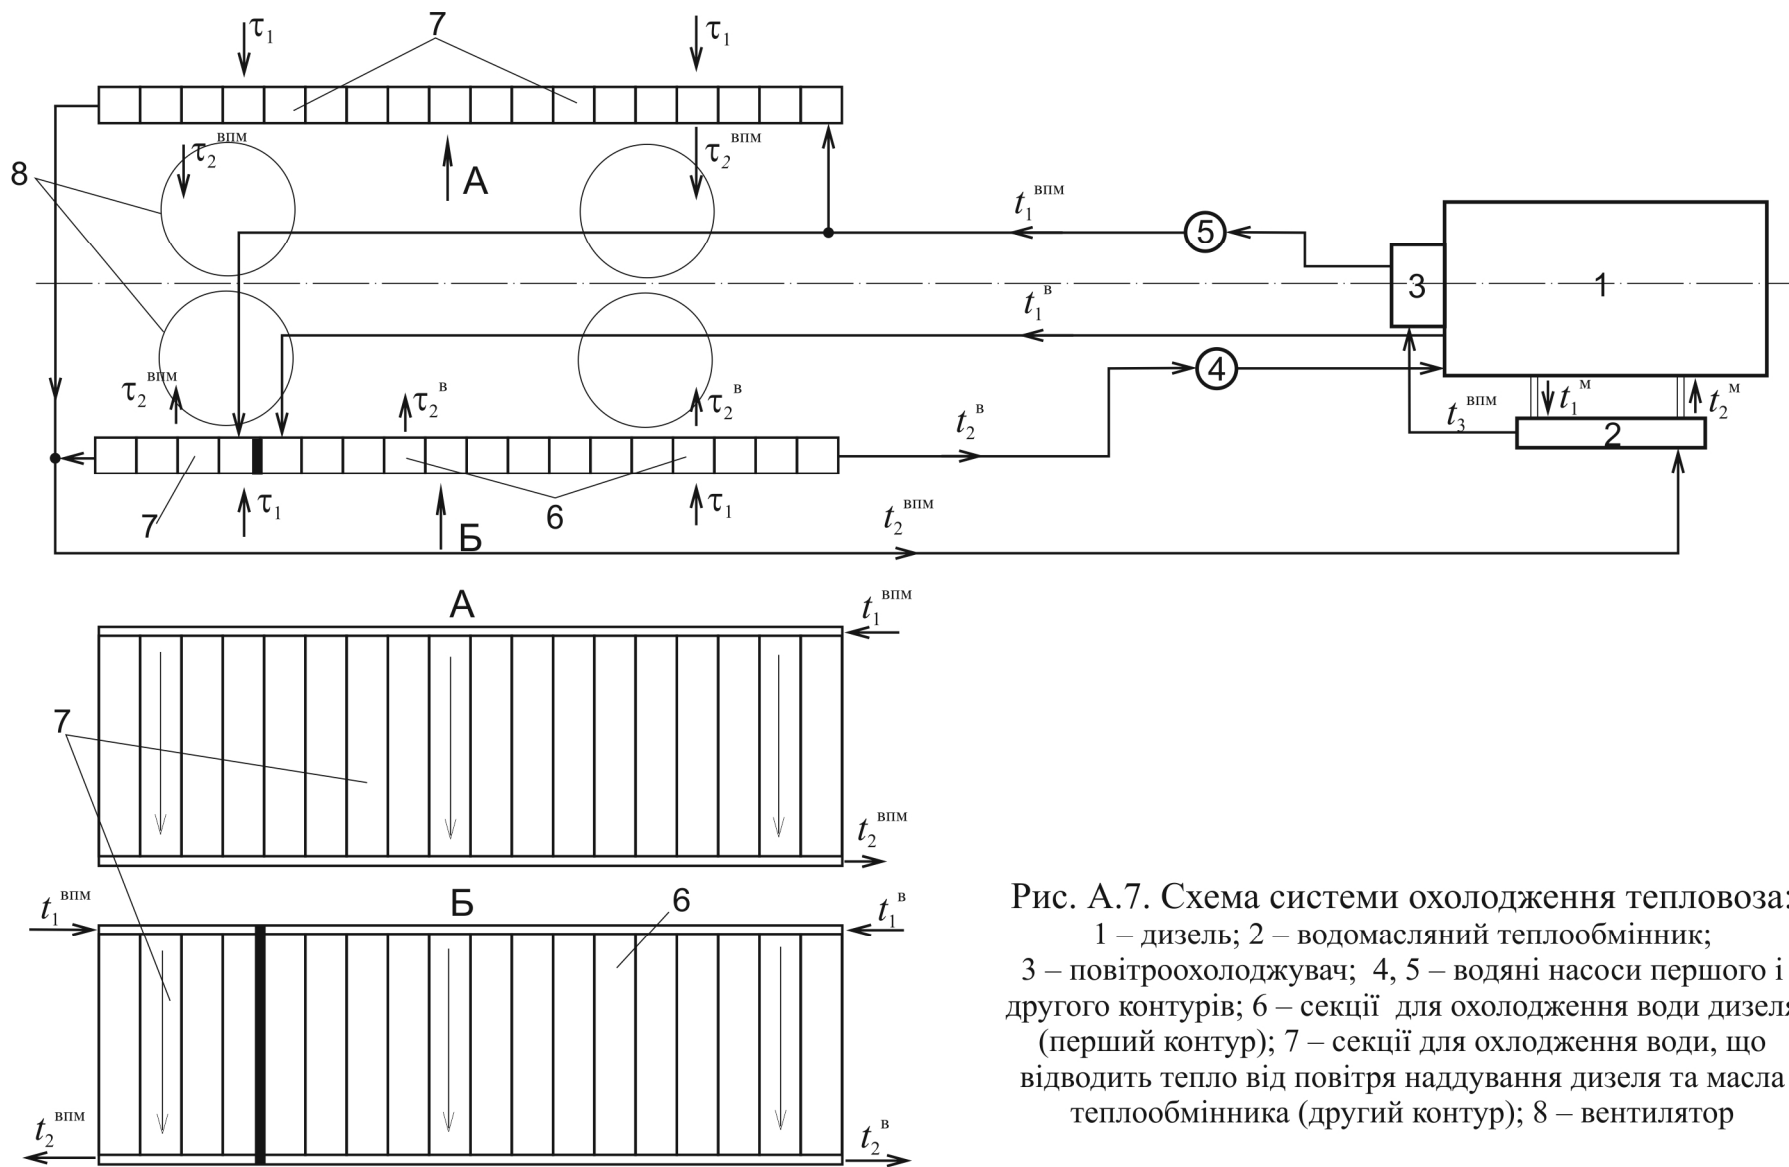 τ₁
7
τ₁
τ₂впм
τ₂впм
8
А
t₁впм
5
3
1
t₁в
4
τ₂впм
τ₂в
τ₂в
t₂в
t₃впм
t₁м
t₂м
2
7
τ₁
6
τ₁
Б
t₂впм
А
t₁впм
7
t₂впм
t₁впм
Б
6
t₁в
t₂впм
t₂в
Рис. А.7. Схема системи охолодження тепловоза:
1 – дизель; 2 – водомасляний теплообмінник;
3 – повітроохолоджувач; 4, 5 – водяні насоси першого і
другого контурів; 6 – секції для охолодження води дизеля
(перший контур); 7 – секції для охлодження води, що
відводить тепло від повітря наддування дизеля та масла
теплообмінника (другий контур); 8 – вентилятор